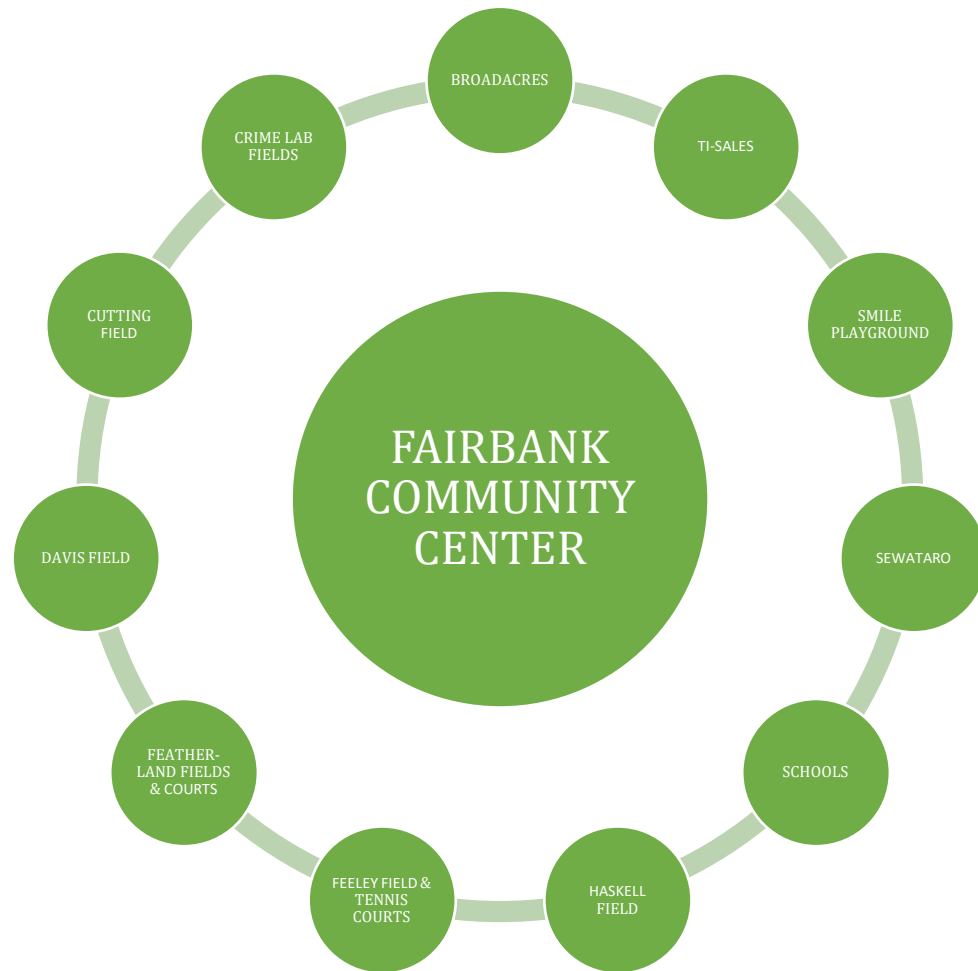 BROADACRES
TI-SALES
SMILE
PLAYGROUND
SEWATARO
SCHOOLS
HASKELL
FIELD
FEELEY FIELD &
TENNIS
COURTS
FEATHER-
LAND FIELDS
& COURTS
DAVIS FIELD
CUTTING
FIELD
CRIME LAB
FIELDS
FAIRBANK
COMMUNITY
CENTER